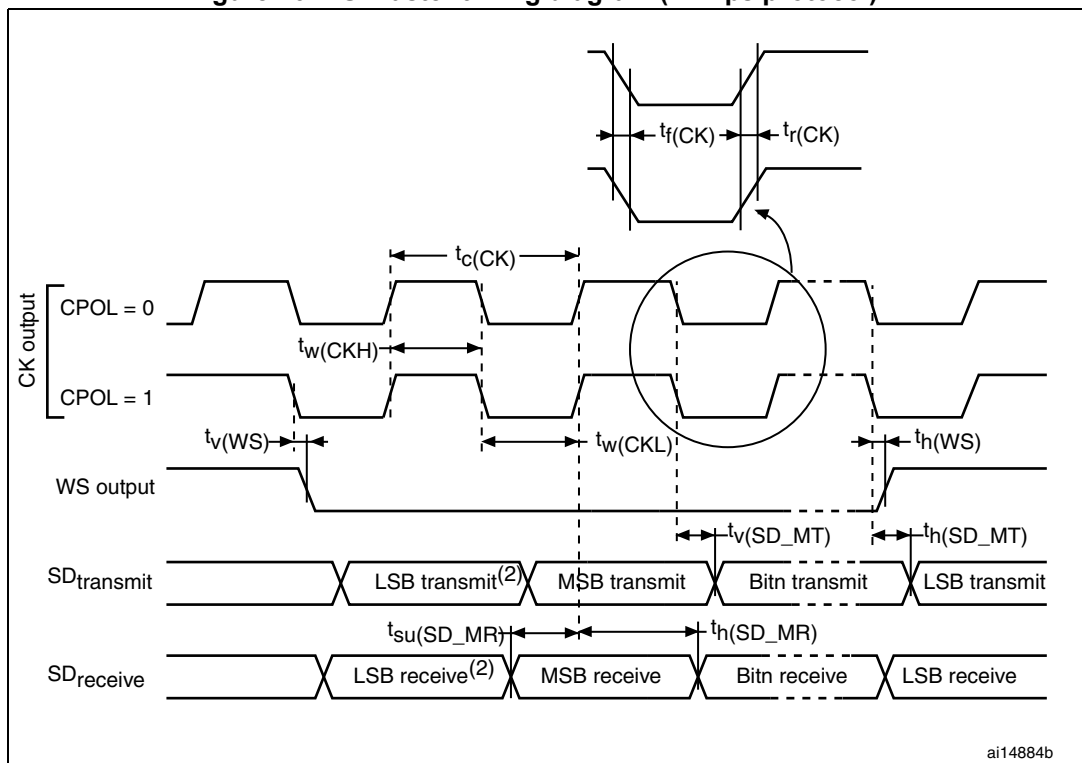 tf(CK)
tr(CK)
tc(CK)
CK output
CPOL = 0
tw(CKH)
CPOL = 1
tv(WS)
tw(CKL)
th(WS)
WS output
tv(SD_MT)
th(SD_MT)
SDtransmit
LSB transmit(2)
MSB transmit
Bitn transmit
LSB transmit
tsu(SD_MR)
th(SD_MR)
SDreceive
LSB receive(2)
MSB receive
Bitn receive
LSB receive
ai14884b